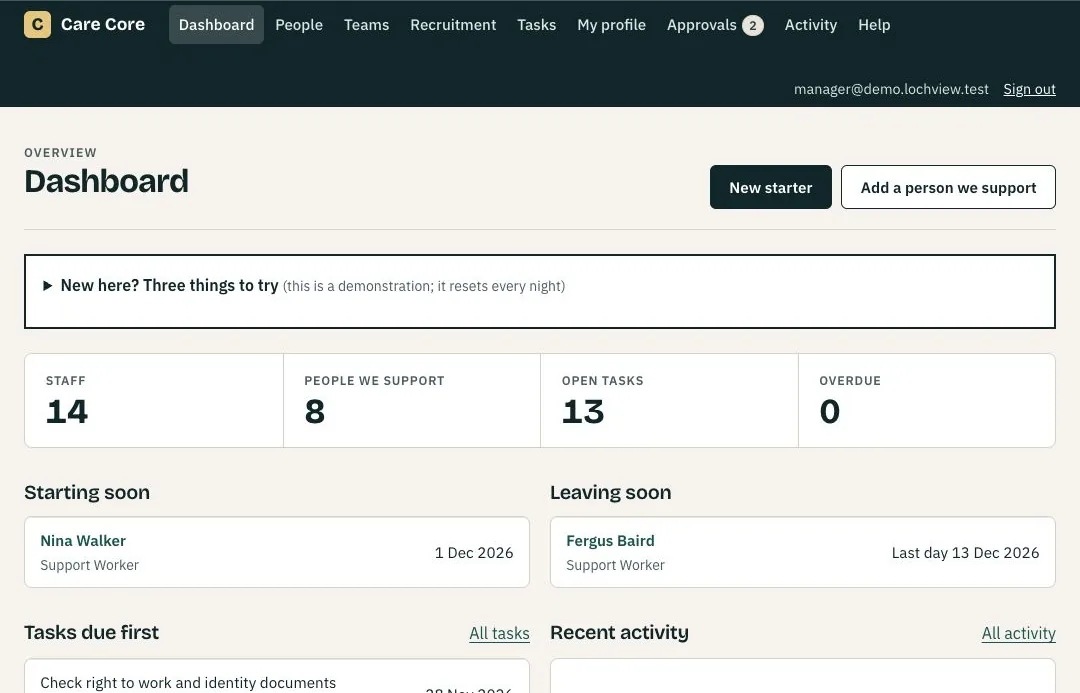 C Care Core Dashboard People Teams Recruitment Tasks My profile Approvals 2 Activity Help
manager@demo.lochview.test Sign out
OVERVIEW
Dashboard
New starter Add a person we support
New here? Three things to try (this is a demonstration; it resets every night)
STAFF PEOPLE WE SUPPORT OPEN TASKS OVERDUE
14 8 13 0
Starting soon Leaving soon
Nina Walker
Support Worker
1 Dec 2026
Fergus Baird
Support Worker
Last day 13 Dec 2026
Tasks due first All tasks Recent activity All activity
Check right to work and identity documents
28 Nov 2026